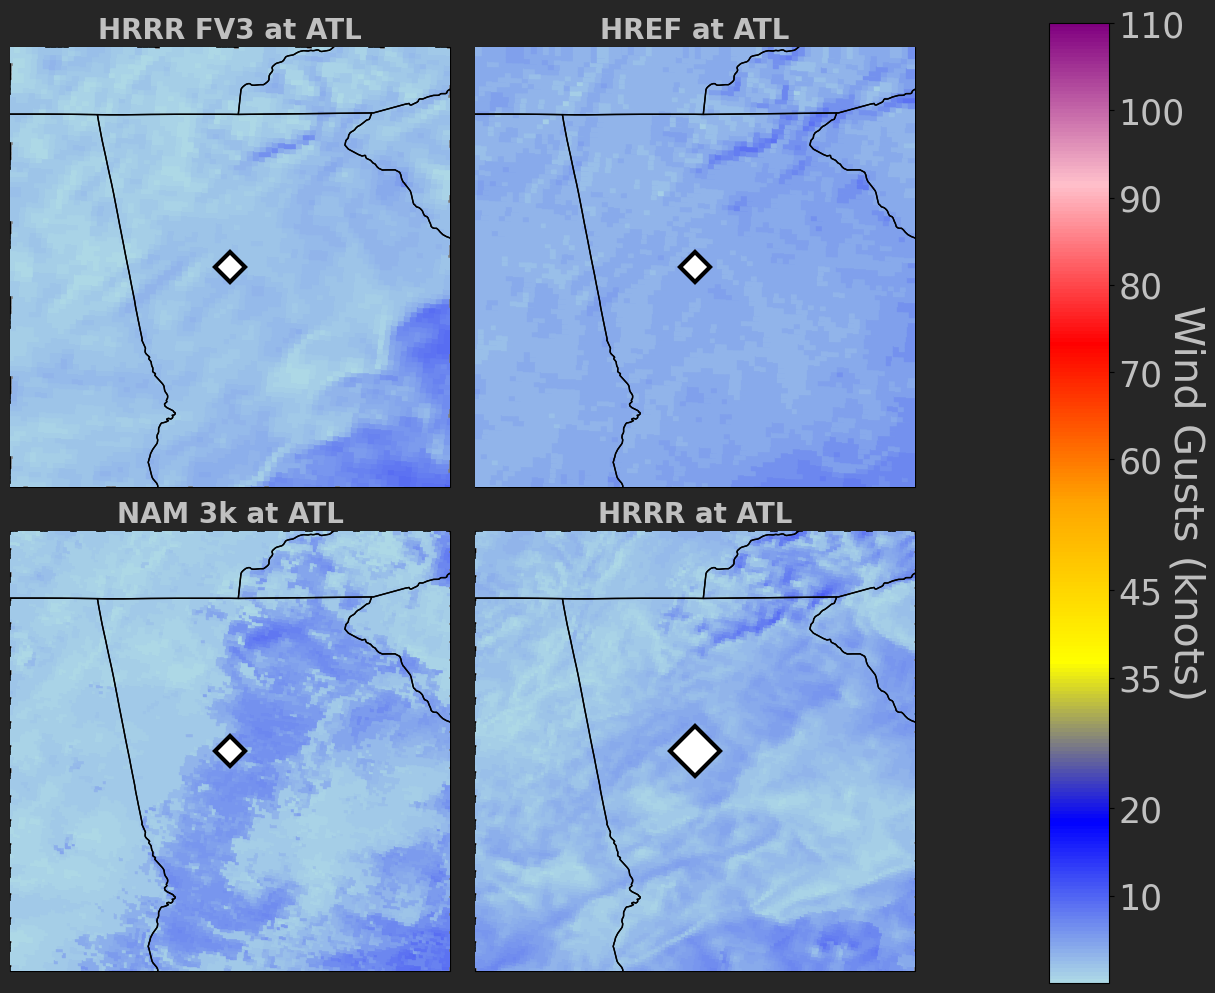 HRRR FV3 at ATL
HREF at ATL
NAM 3k at ATL
HRRR at ATL
110
100
90
80
70
60
45
35
20
10
Wind Gusts (knots)